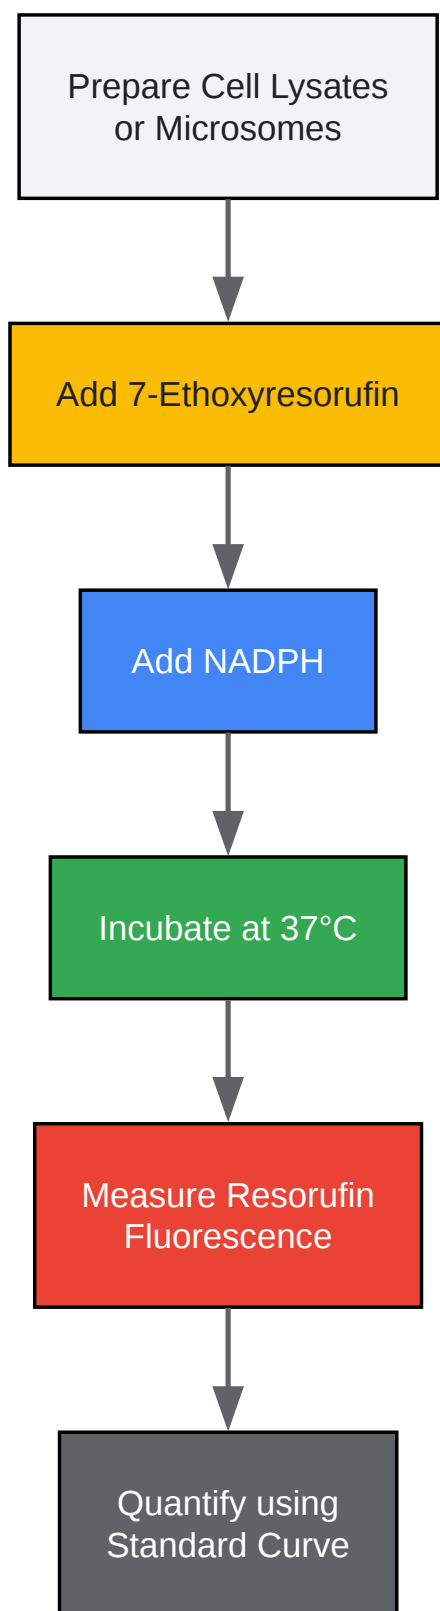 Prepare Cell Lysates
or Microsomes
Add 7-Ethoxyresorufin
Add NADPH
Incubate at 37°C
Measure Resorufin
Fluorescence
Quantify using
Standard Curve